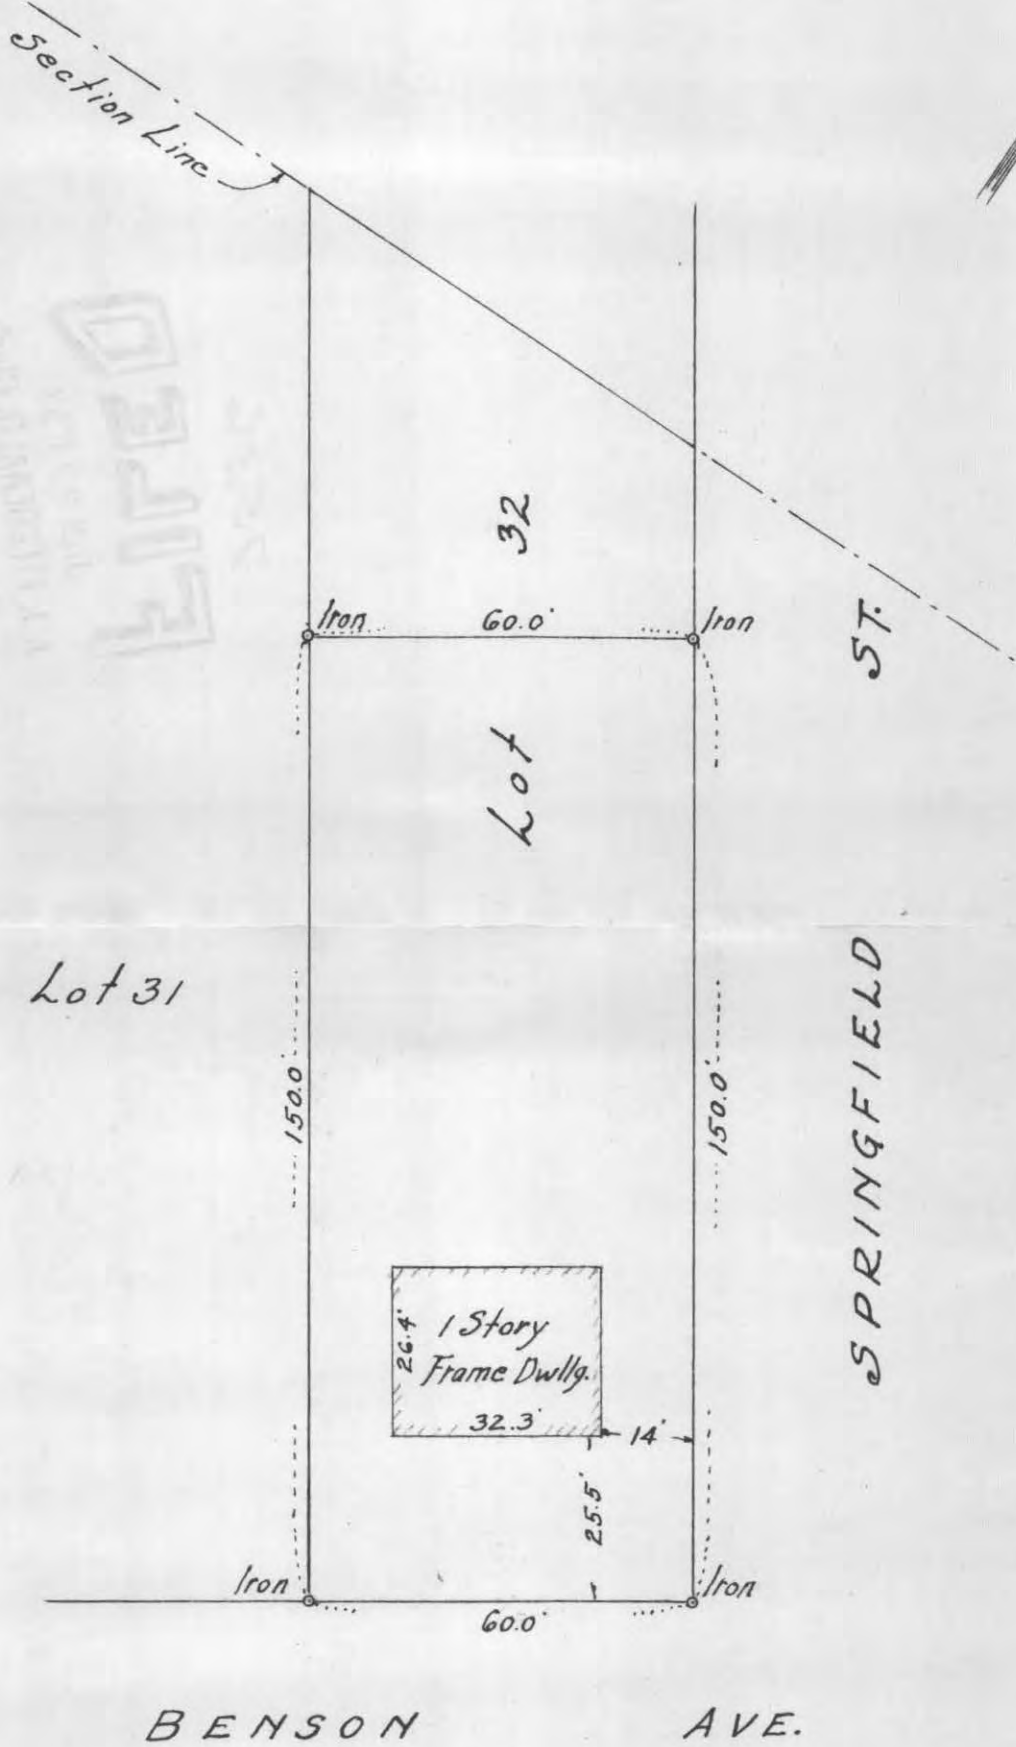 Section Line
32
Iron
60.0'
Iron
ST.
Lot
Lot 31
150.0'
150.0'
SPRINGFIELD
26.4'
1 Story
Frame Dwllg.
32.3'
14'
25.5'
Iron
Iron
60.0'
BENSON AVE.
FILED